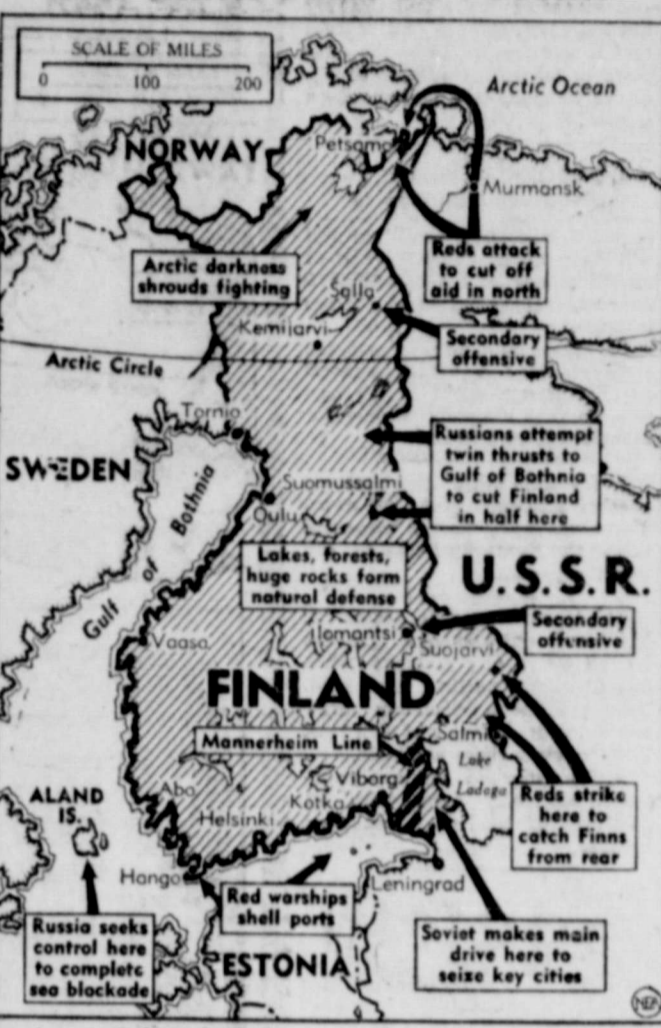 SCALE OF MILES
0 100 200
Arctic Ocean
NORWAY
Petsamo
Murmansk
Arctic darkness
shrouds fighting
Reds attack
to cut off
aid in north
Salla
Kemijarvi
Secondary
offensive
Arctic Circle
Tornio
SWEDEN
Gulf of Bothnia
Russians attempt
twin thrusts to
Gulf of Bothnia
to cut Finland
in half here
Suomussalmi
Oulu
Lakes, forests,
huge rocks form
natural defense
U.S.S.R.
Secondary
offensive
Ilomantsi
Suojarvi
Vaasa
FINLAND
Mannerheim Line
Salmi
Lake
Ladoga
Viborg
Kotka
ALAND
IS.
Abo
Helsinki
Reds strike
here to
catch Finns
from rear
Hango
Leningrad
Red warships
shell ports
Russia seeks
control here
to complete
sea blockade
ESTONIA
Soviet makes main
drive here to
seize key cities
NEA